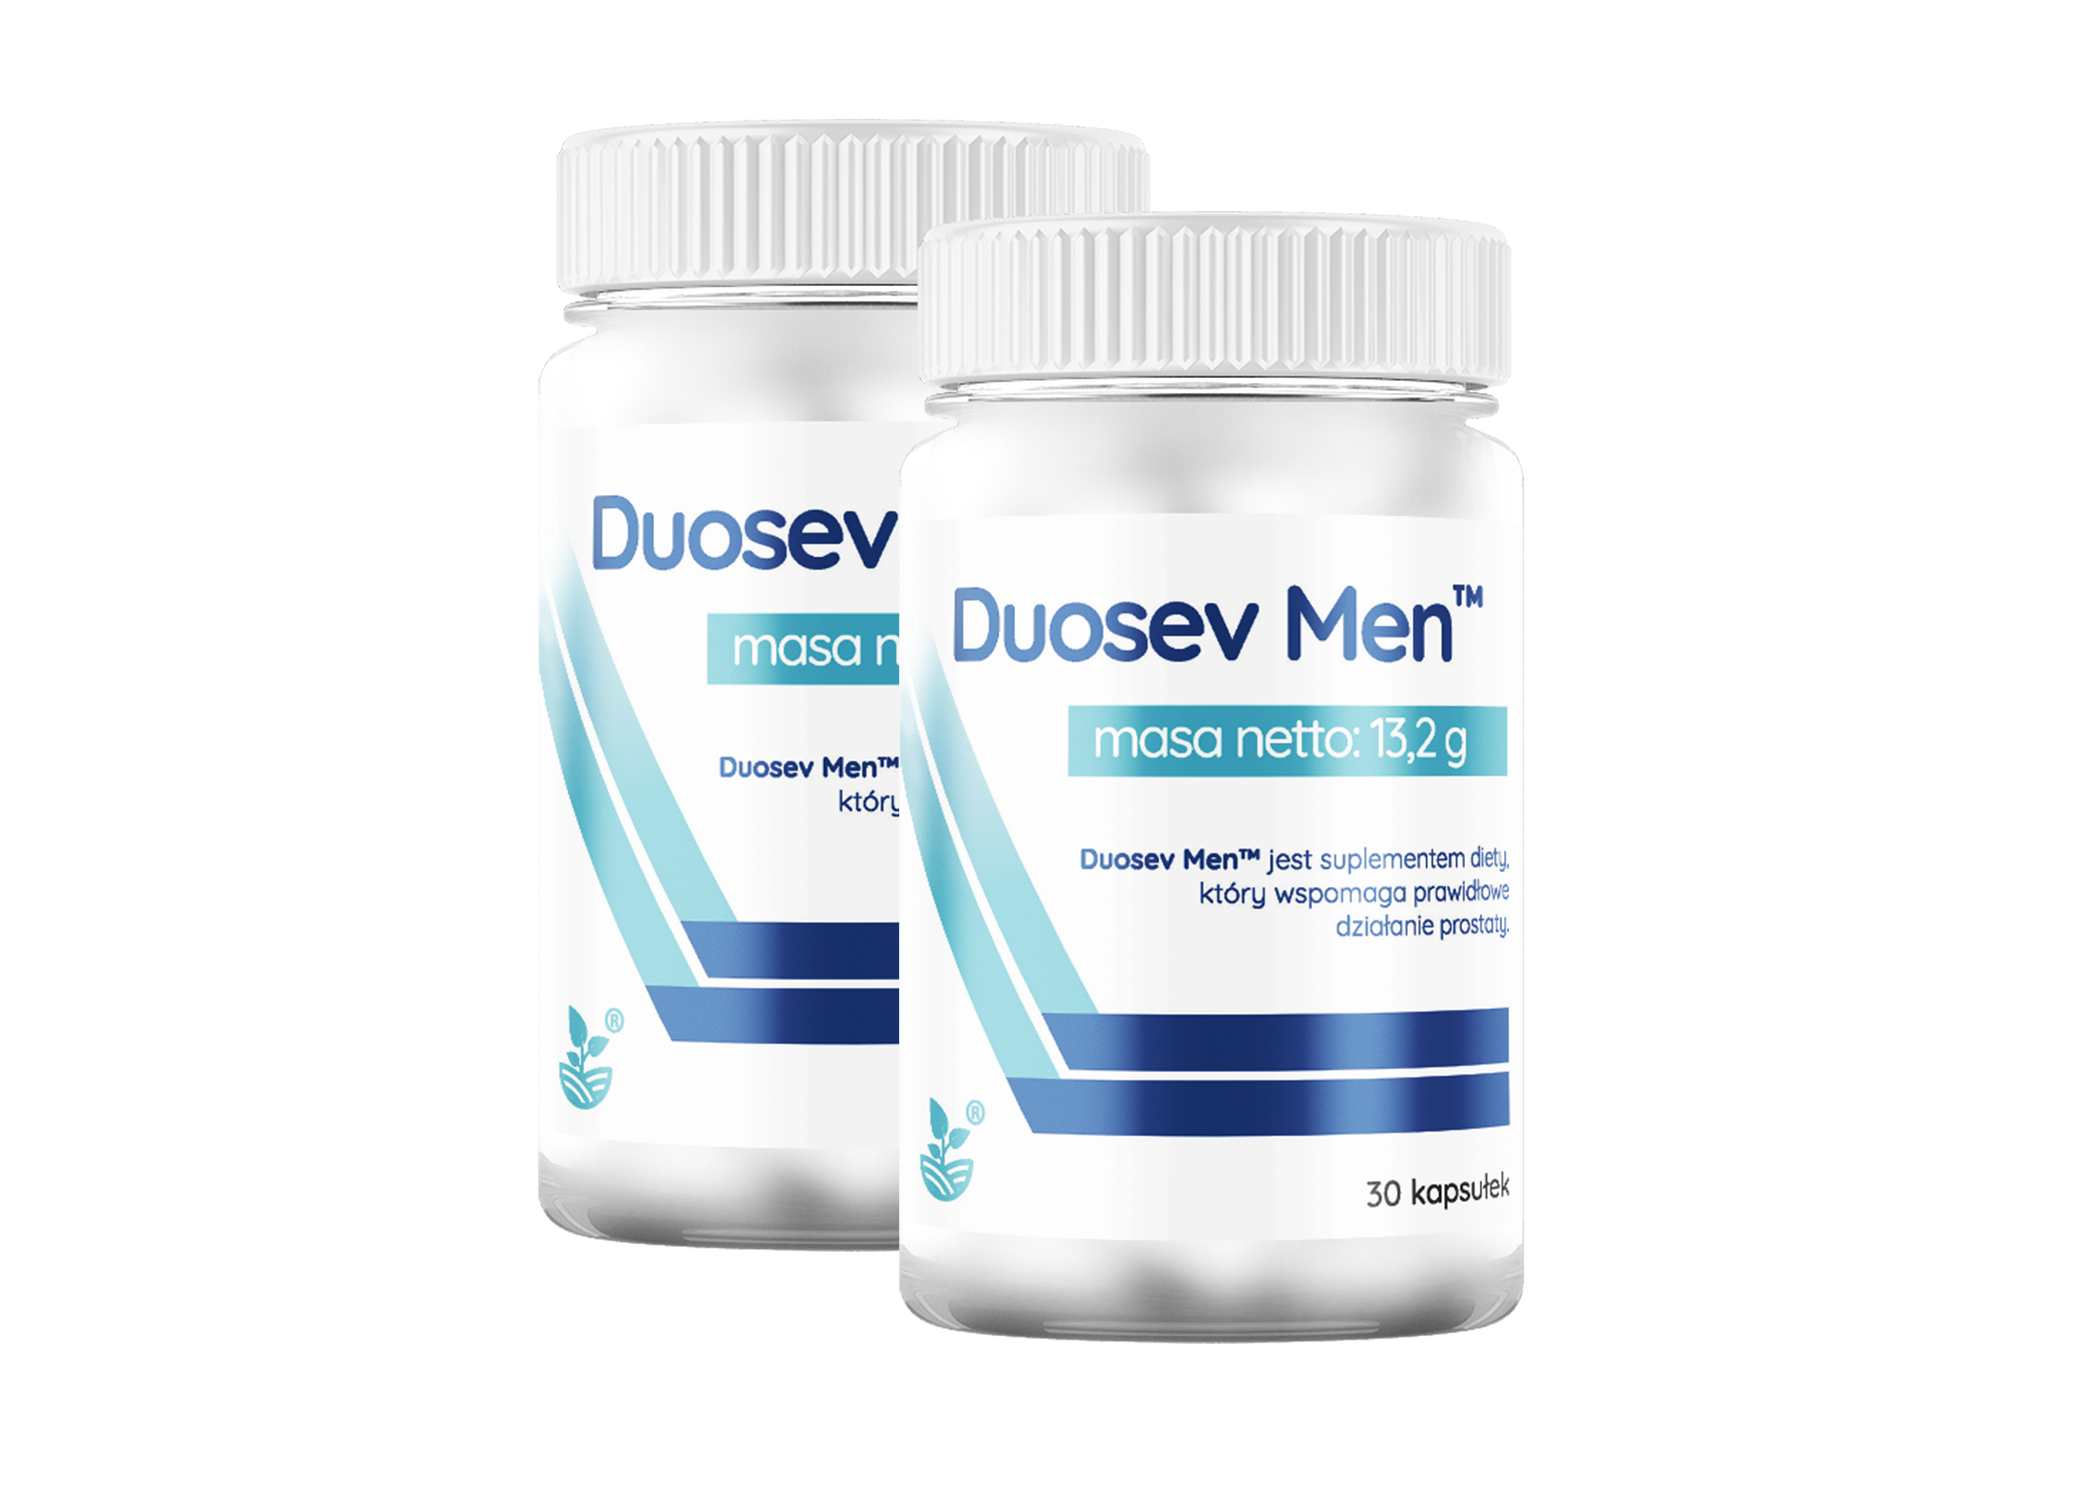 Duosev
masa n
Duosev Men™
który
®
Duosev Men™
masa netto: 13,2 g
Duosev Men™ jest suplementem diety,
który wspomaga prawidłowe
działanie prostaty.
®
30 kapsułek